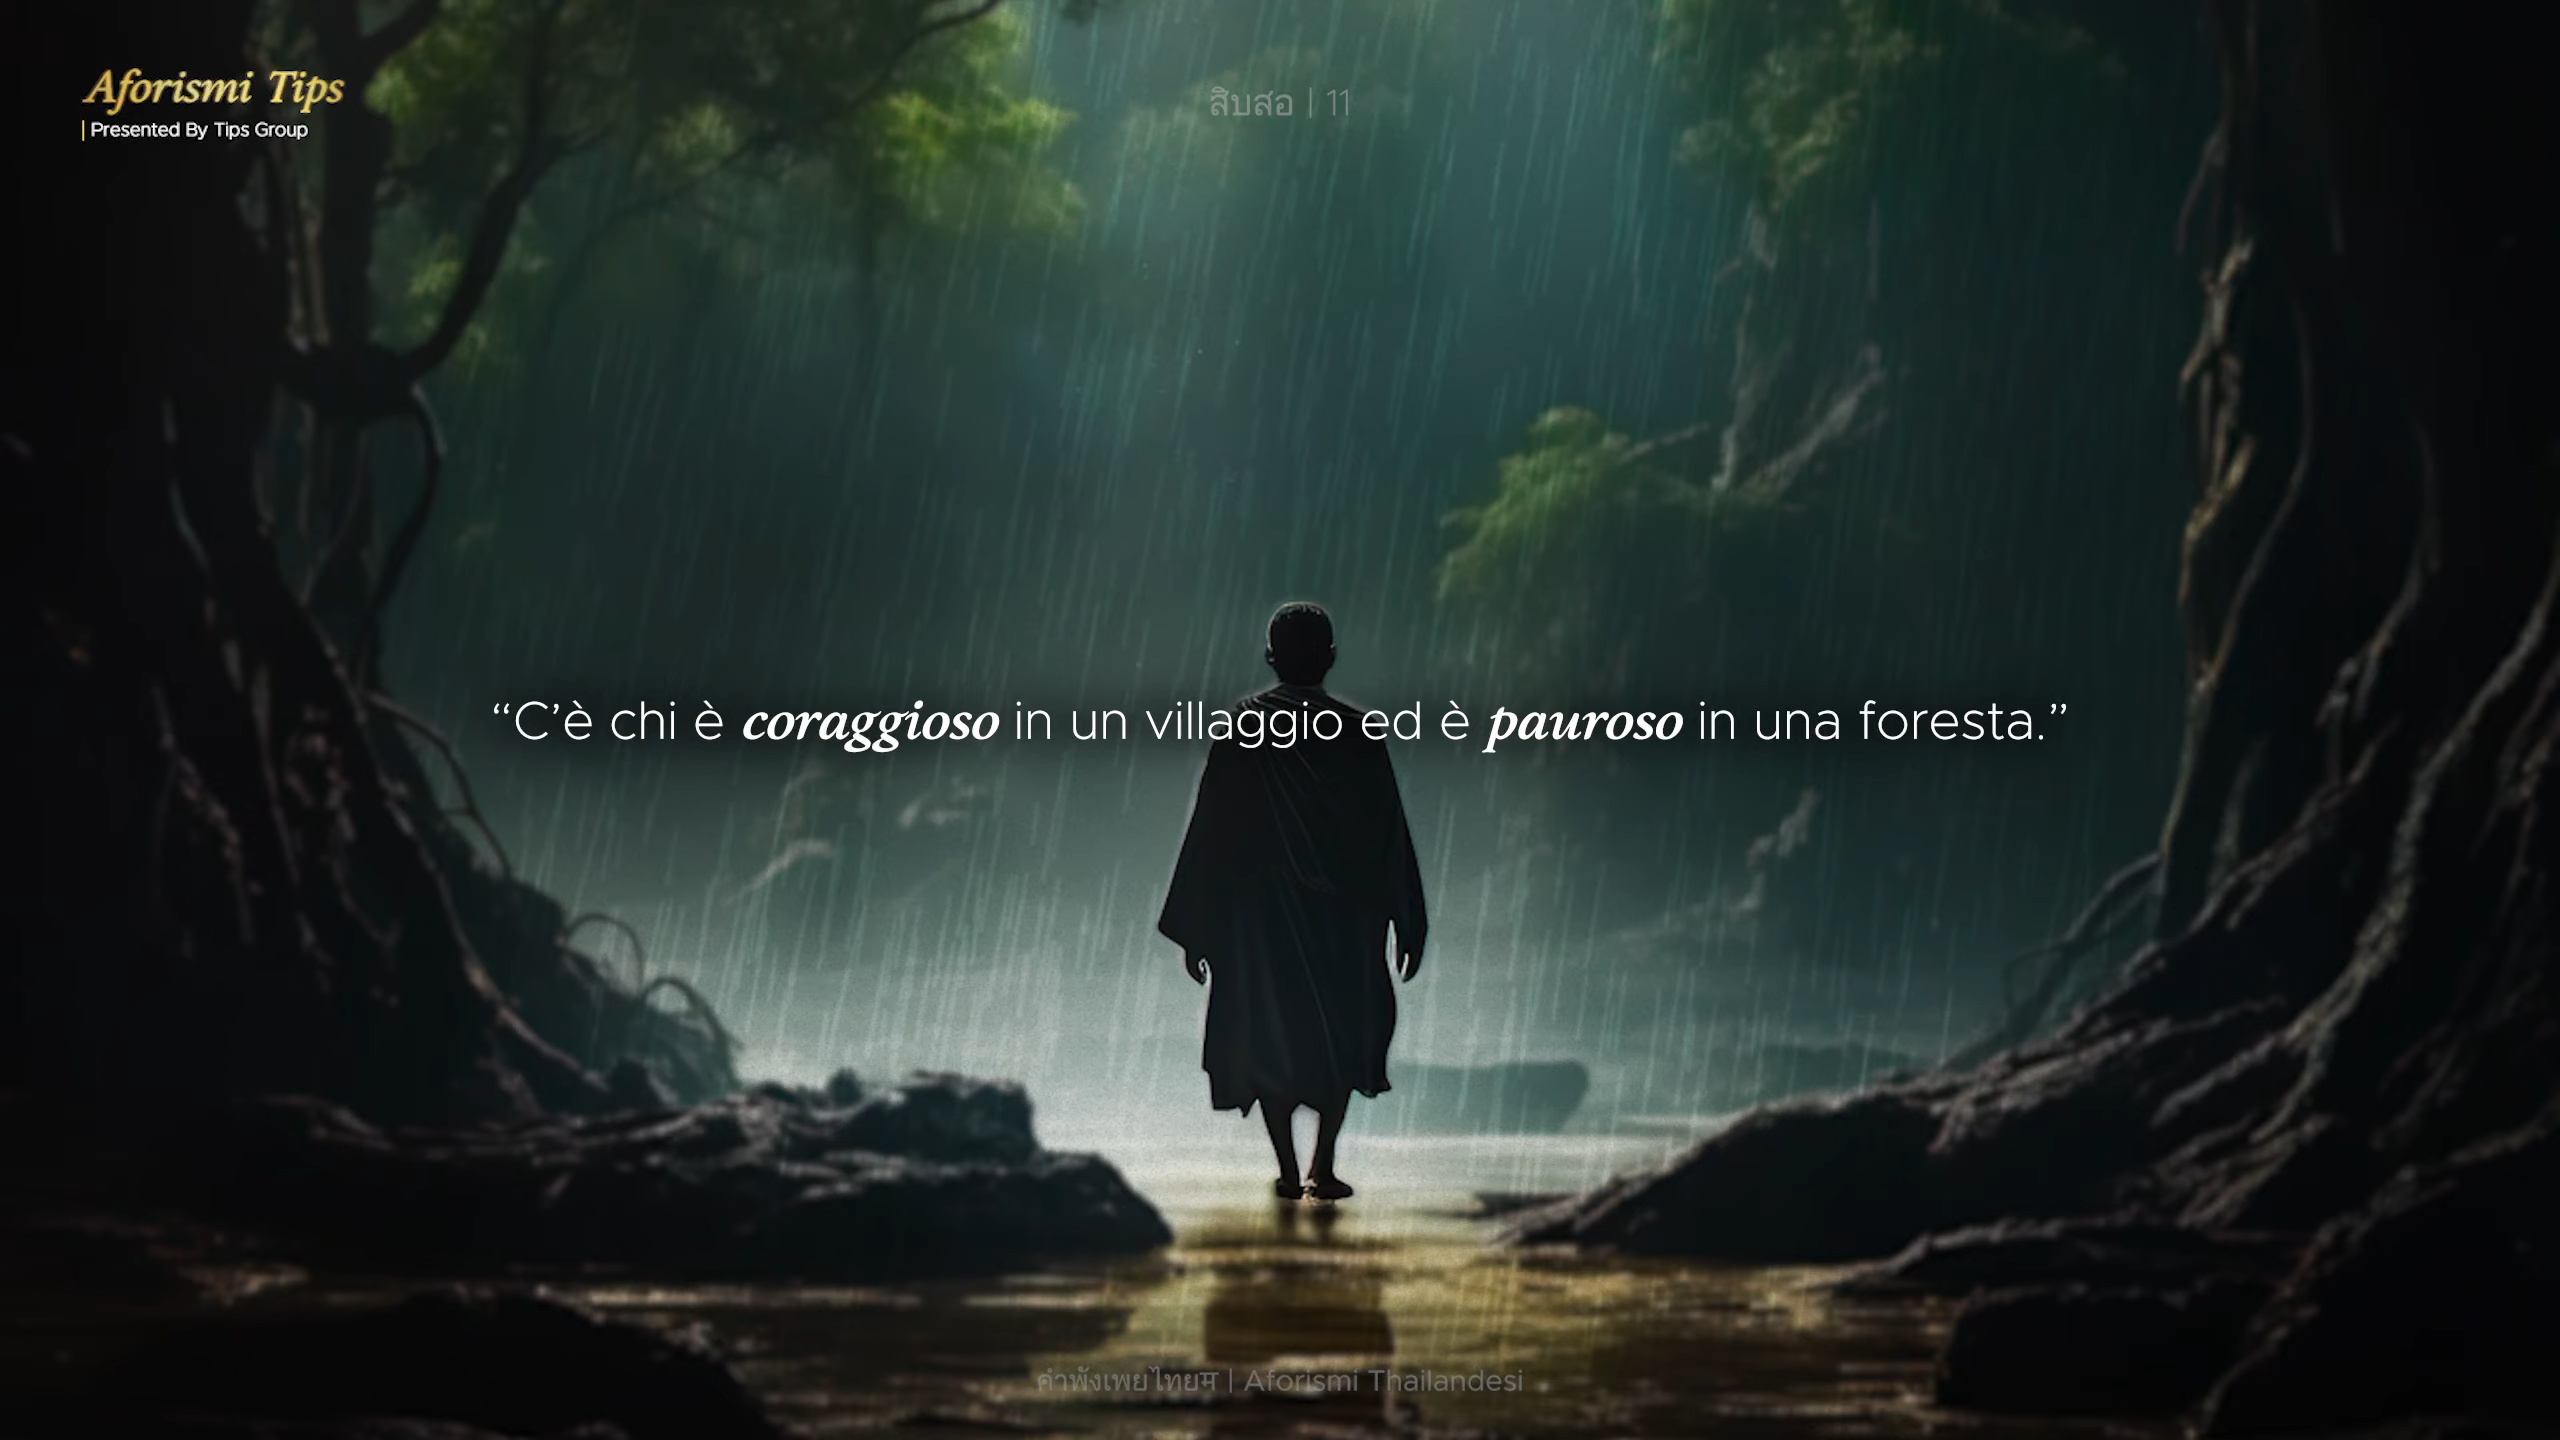 Aforismi Tips
| Presented By Tips Group
สิบสอ | 11
“C’è chi è coraggioso in un villaggio ed è pauroso in una foresta.”
คำพังเพยไทยम | Aforismi Thailandesi